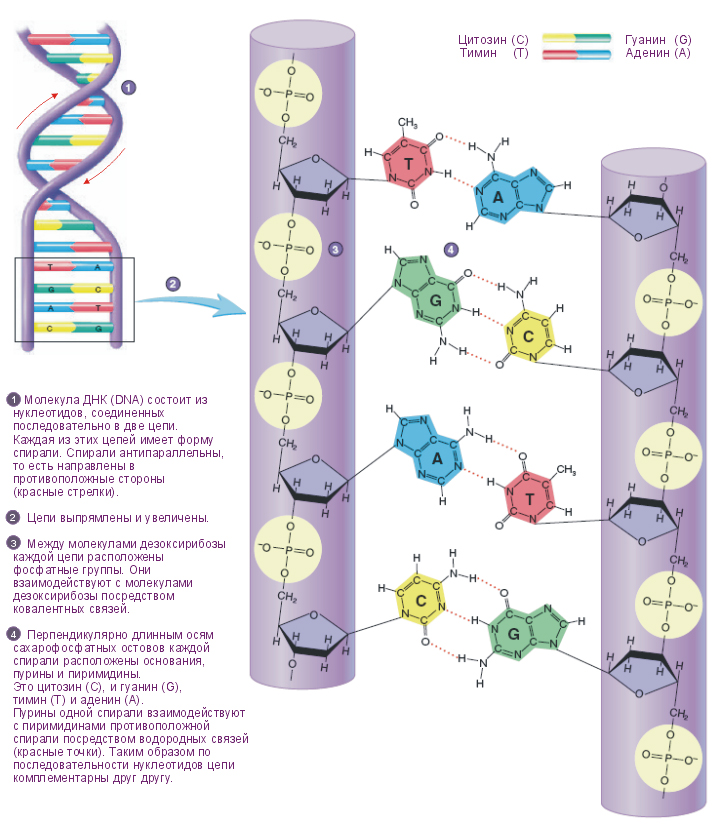 Цитозин (C) Гуанин (G)
Тимин (T) Аденин (A)
1
2
3
4
T A
G C
A T
C G
T A
G C
A T
C G
1 Молекула ДНК (DNA) состоит из
нуклеотидов, соединенных
последовательно в две цепи.
Каждая из этих цепей имеет форму
спирали. Спирали антипараллельны,
то есть направлены в
противоположные стороны
(красные стрелки).
2 Цепи выпрямлены и увеличены.
3 Между молекулами дезоксирибозы
каждой цепи расположены
фосфатные группы. Они
взаимодействуют с молекулами
дезоксирибозы посредством
ковалентных связей.
4 Перпендикулярно длинным осям
сахарофосфатных остовов каждой
спирали расположены основания,
пурины и пиримидины.
Это цитозин (C), и гуанин (G),
тимин (T) и аденин (A).
Пурины одной спирали взаимодействуют
с пиримидинами противоположной
спирали посредством водородных связей
(красные точки). Таким образом по
последовательности нуклеотидов цепи
комплементарны друг другу.